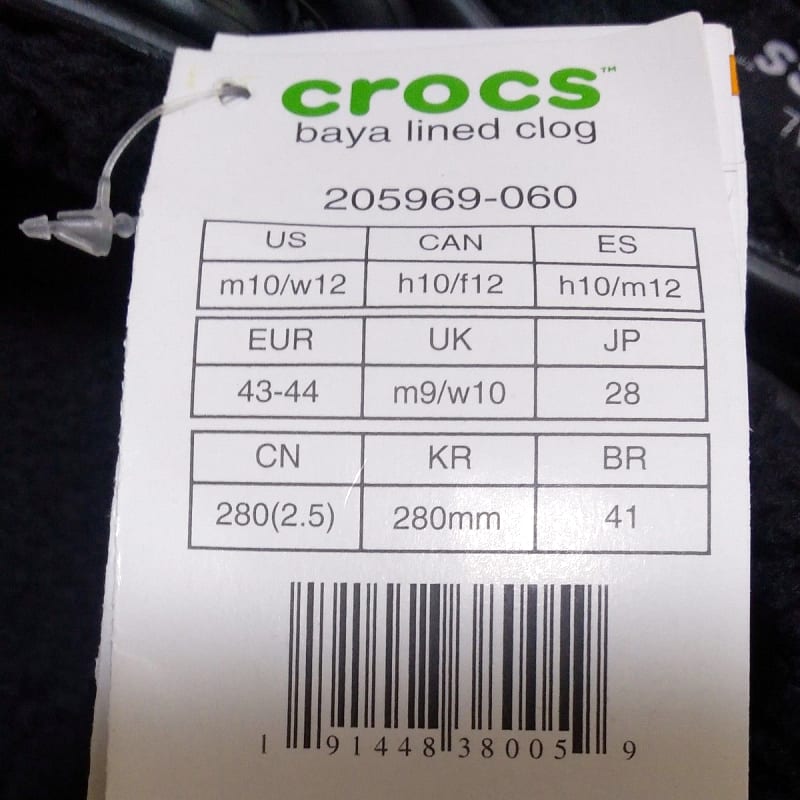 crocs™
baya lined clog
205969-060
US CAN ES
m10/w12 h10/f12 h10/m12
EUR UK JP
43-44 m9/w10 28
CN KR BR
280(2.5) 280mm 41
1 91448 38005 9